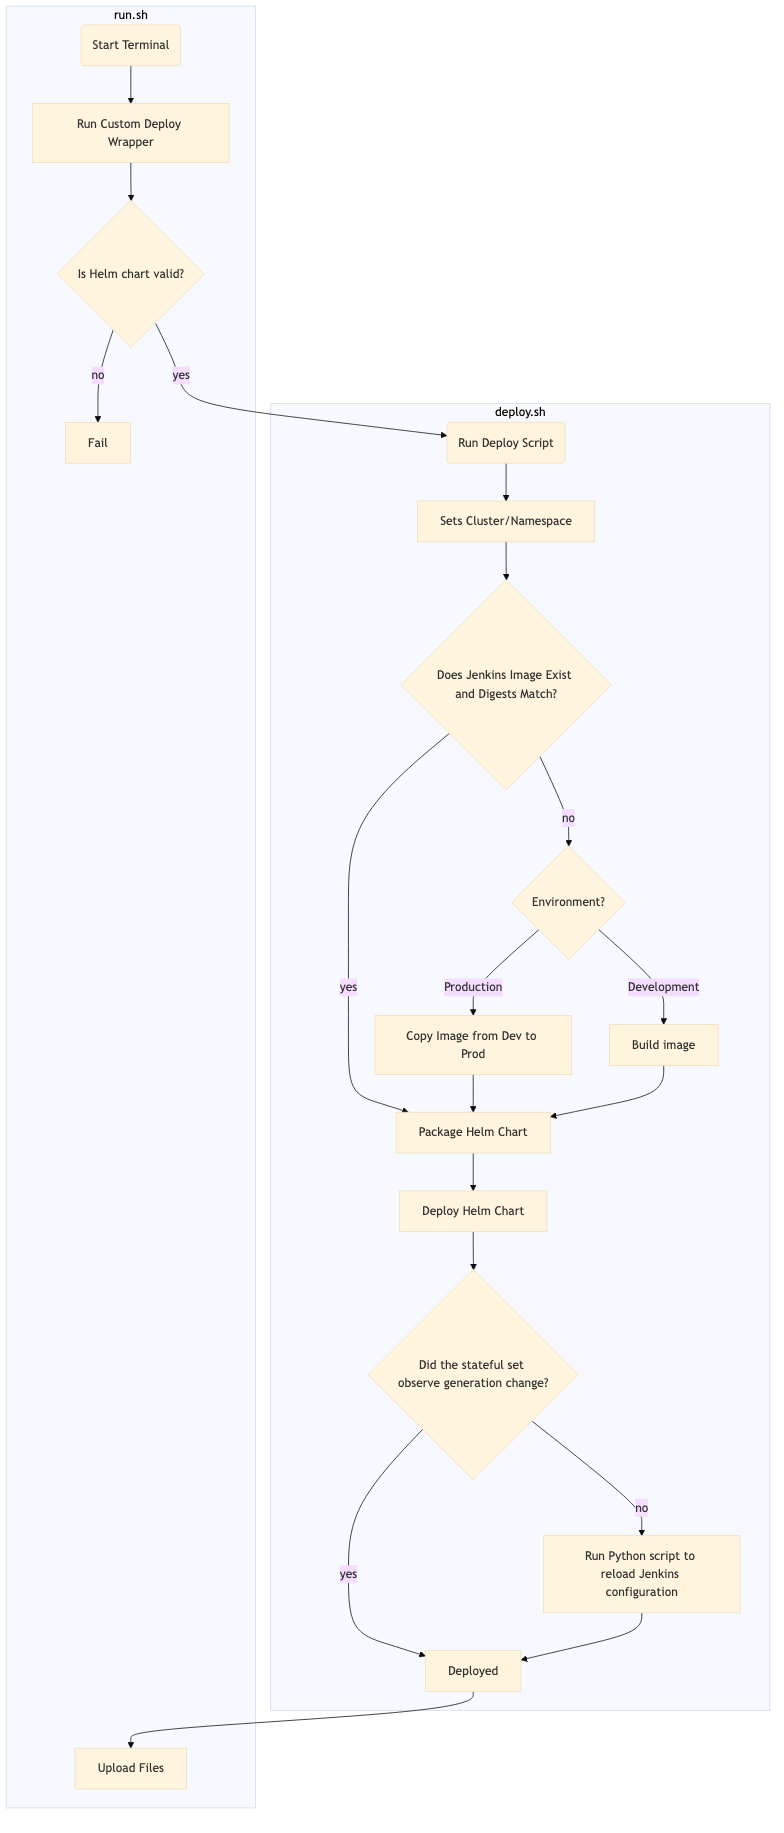 run.sh
Start Terminal
Run Custom Deploy
Wrapper
Is Helm chart valid?
no
yes
Fail
deploy.sh
Run Deploy Script
Sets Cluster/Namespace
Does Jenkins Image Exist
and Digests Match?
no
Environment?
yes
Production
Development
Copy Image from Dev to
Prod
Build image
Package Helm Chart
Deploy Helm Chart
Did the stateful set
observe generation change?
no
yes
Run Python script to
reload Jenkins
configuration
Deployed
Upload Files